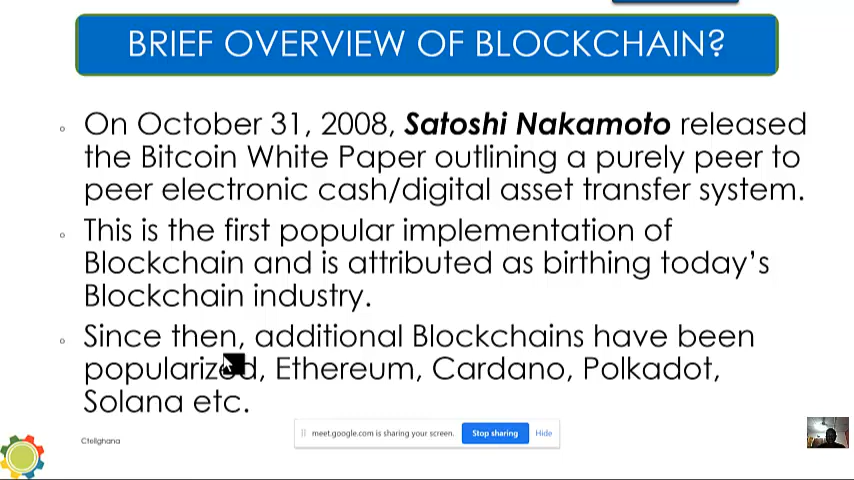 BRIEF OVERVIEW OF BLOCKCHAIN?
On October 31, 2008, Satoshi Nakamoto released
the Bitcoin White Paper outlining a purely peer to
peer electronic cash/digital asset transfer system.
This is the first popular implementation of
Blockchain and is attributed as birthing today's
Blockchain industry.
Since then, additional Blockchains have been
popularized, Ethereum, Cardano, Polkadot,
Solana etc.
meet.google.com is sharing your screen. Stop sharing Hide
Ctellghana